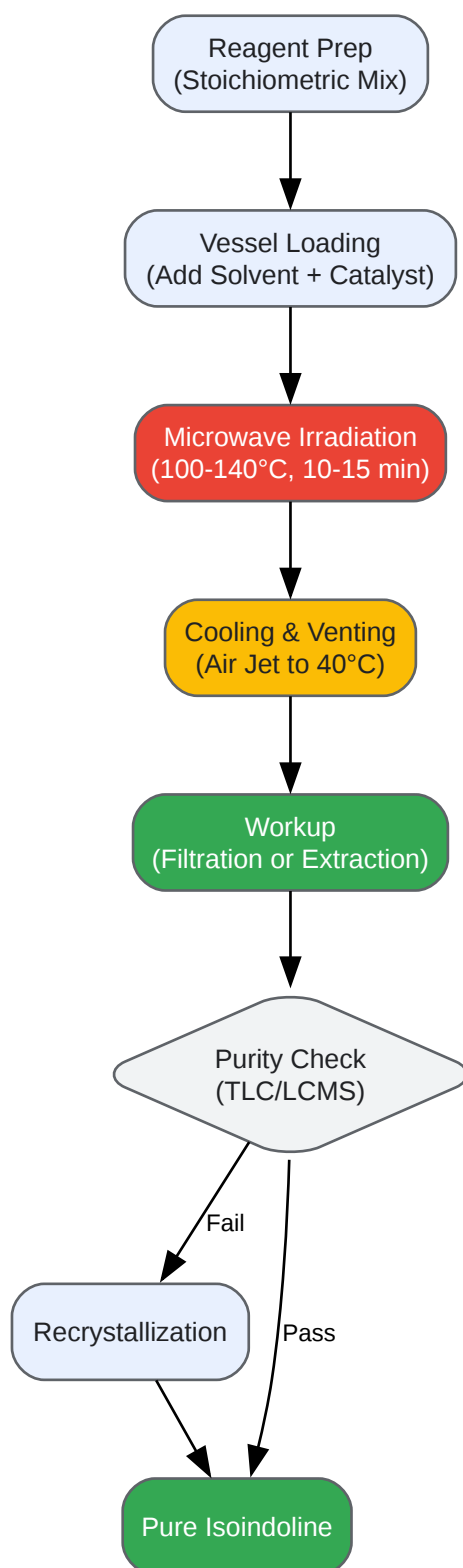 Reagent Prep
(Stoichiometric Mix)
Vessel Loading
(Add Solvent + Catalyst)
Microwave Irradiation
(100-140°C, 10-15 min)
Cooling & Venting
(Air Jet to 40°C)
Workup
(Filtration or Extraction)
Purity Check
(TLC/LCMS)
Fail
Recrystallization
Pass
Pure Isoindoline